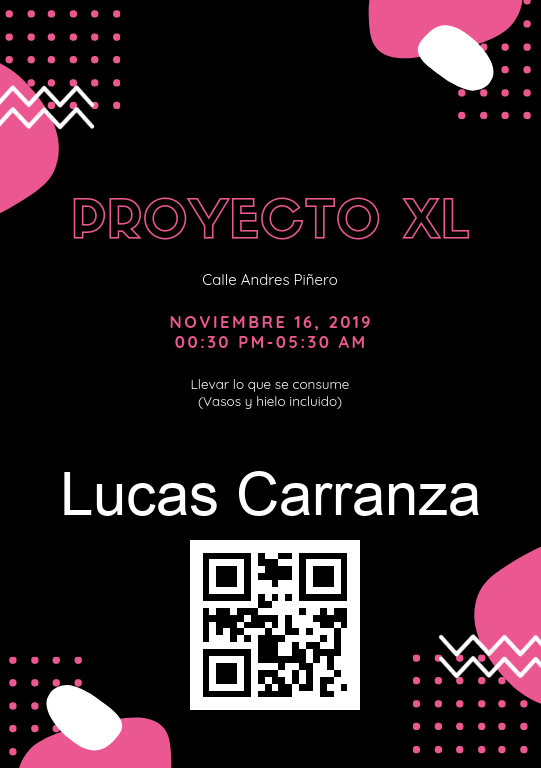 PROYECTO XL
Calle Andres Piñero
NOVIEMBRE 16, 2019
00:30 PM-05:30 AM
Llevar lo que se consume
(Vasos y hielo incluido)
Lucas Carranza